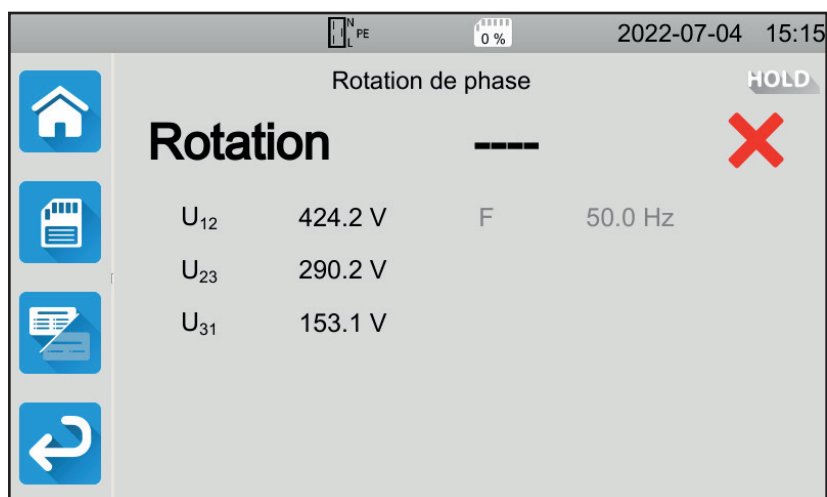 N PE L 0 % 2022-07-04 15:15
Rotation de phase HOLD
Rotation ----
U12 424.2 V F 50.0 Hz
U23 290.2 V
U31 153.1 V